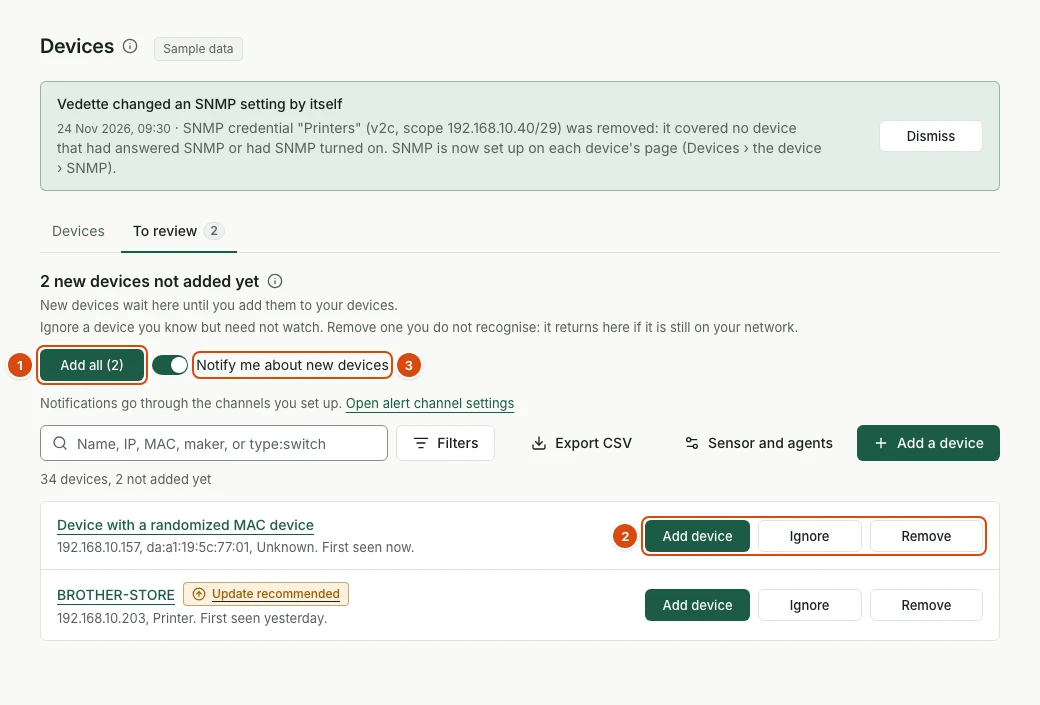 Devices
Sample data
Vedette changed an SNMP setting by itself
24 Nov 2026, 09:30 · SNMP credential "Printers" (v2c, scope 192.168.10.40/29) was removed: it covered no device
that had answered SNMP or had SNMP turned on. SNMP is now set up on each device's page (Devices › the device
› SNMP).
Dismiss
Devices
To review 2
2 new devices not added yet
New devices wait here until you add them to your devices.
Ignore a device you know but need not watch. Remove one you do not recognise: it returns here if it is still on your network.
1
Add all (2)
Notify me about new devices
3
Notifications go through the channels you set up. Open alert channel settings
Name, IP, MAC, maker, or type:switch
Filters
Export CSV
Sensor and agents
+ Add a device
34 devices, 2 not added yet
Device with a randomized MAC device
192.168.10.157, da:a1:19:5c:77:01, Unknown. First seen now.
2
Add device
Ignore
Remove
BROTHER-STORE
Update recommended
192.168.10.203, Printer. First seen yesterday.
Add device
Ignore
Remove